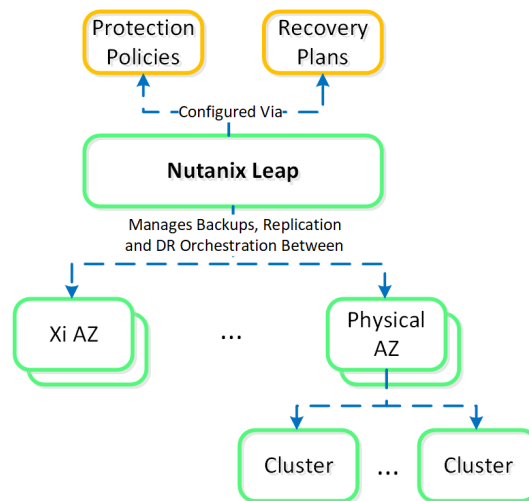 Protection
Policies
Recovery
Plans
Configured Via
Nutanix Leap
Manages Backups, Replication
and DR Orchestration Between
Xi AZ
...
Physical
AZ
Cluster
...
Cluster